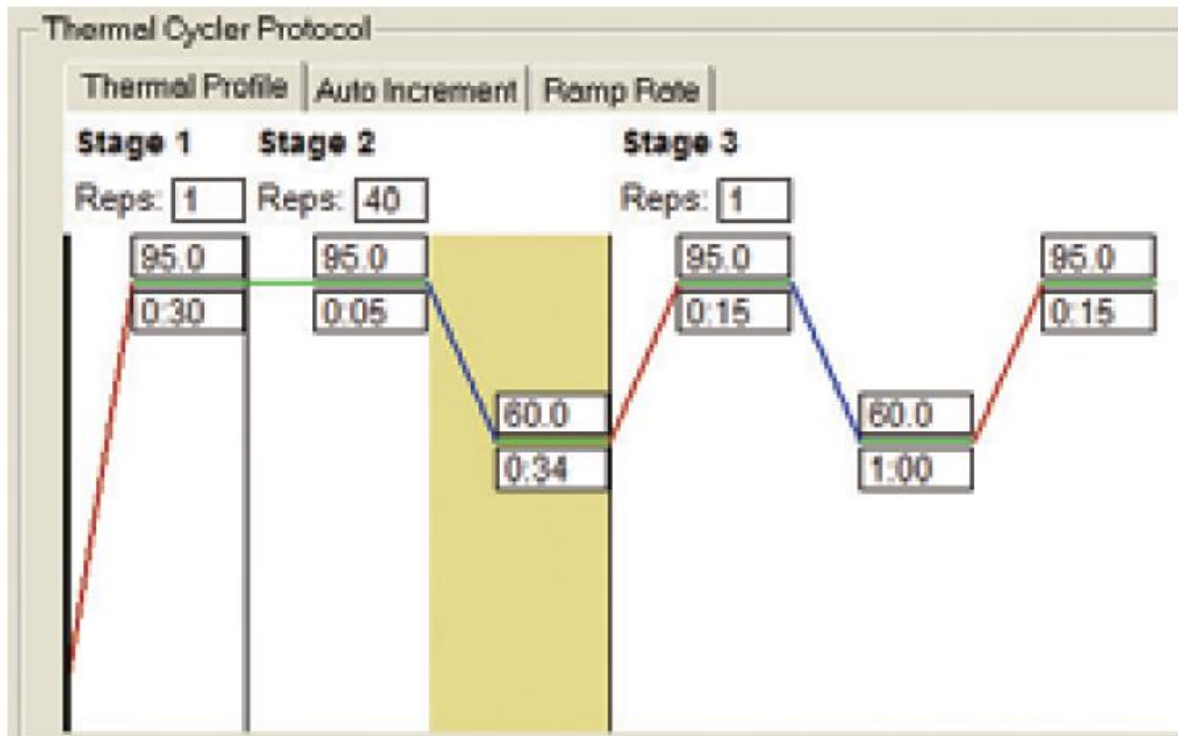 Thermal Cycler Protocol
Thermal Profile Auto Increment Ramp Rate
Stage 1 Stage 2 Stage 3
Reps: 1 Reps: 40 Reps: 1
95.0 95.0 95.0 95.0
0:30 0:05 0:15 0:15
60.0 60.0
0:34 1:00